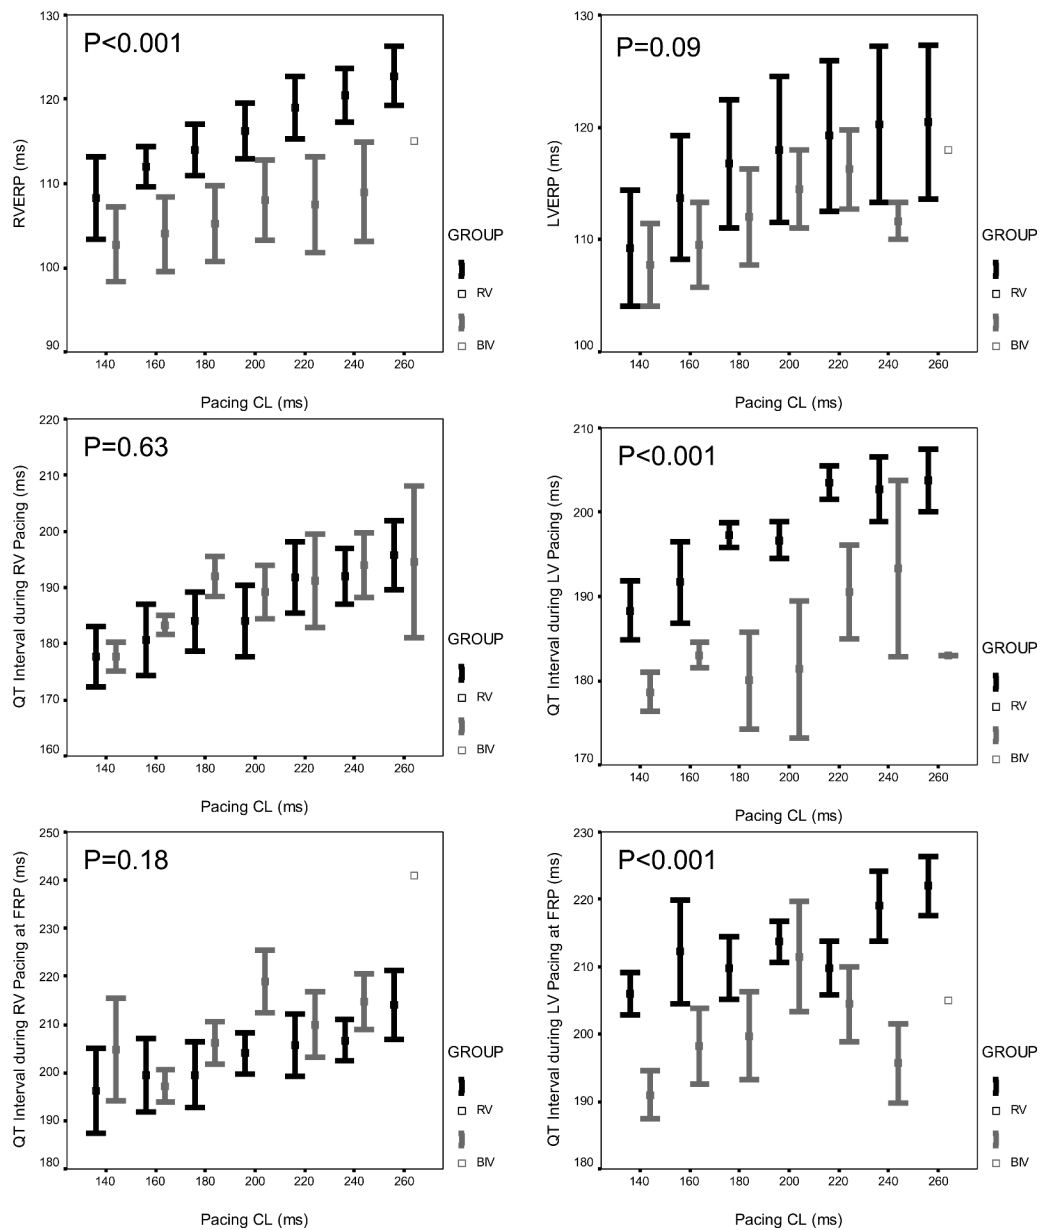 130
P<0.001
120
110
100
90
RVERP (ms)
140 160 180 200 220 240 260
Pacing CL (ms)
GROUP
RV
BIV
130
P=0.09
120
110
100
LVERP (ms)
140 160 180 200 220 240 260
Pacing CL (ms)
GROUP
RV
BIV
220
P=0.63
210
200
190
180
170
160
QT Interval during RV Pacing (ms)
140 160 180 200 220 240 260
Pacing CL (ms)
GROUP
RV
BIV
210
P<0.001
200
190
180
170
QT Interval during LV Pacing (ms)
140 160 180 200 220 240 260
Pacing CL (ms)
GROUP
RV
BIV
250
P=0.18
240
230
220
210
200
190
180
QT Interval during RV Pacing at FRP (ms)
140 160 180 200 220 240 260
Pacing CL (ms)
GROUP
RV
BIV
230
P<0.001
220
210
200
190
180
QT Interval during LV Pacing at FRP (ms)
140 160 180 200 220 240 260
Pacing CL (ms)
GROUP
RV
BIV